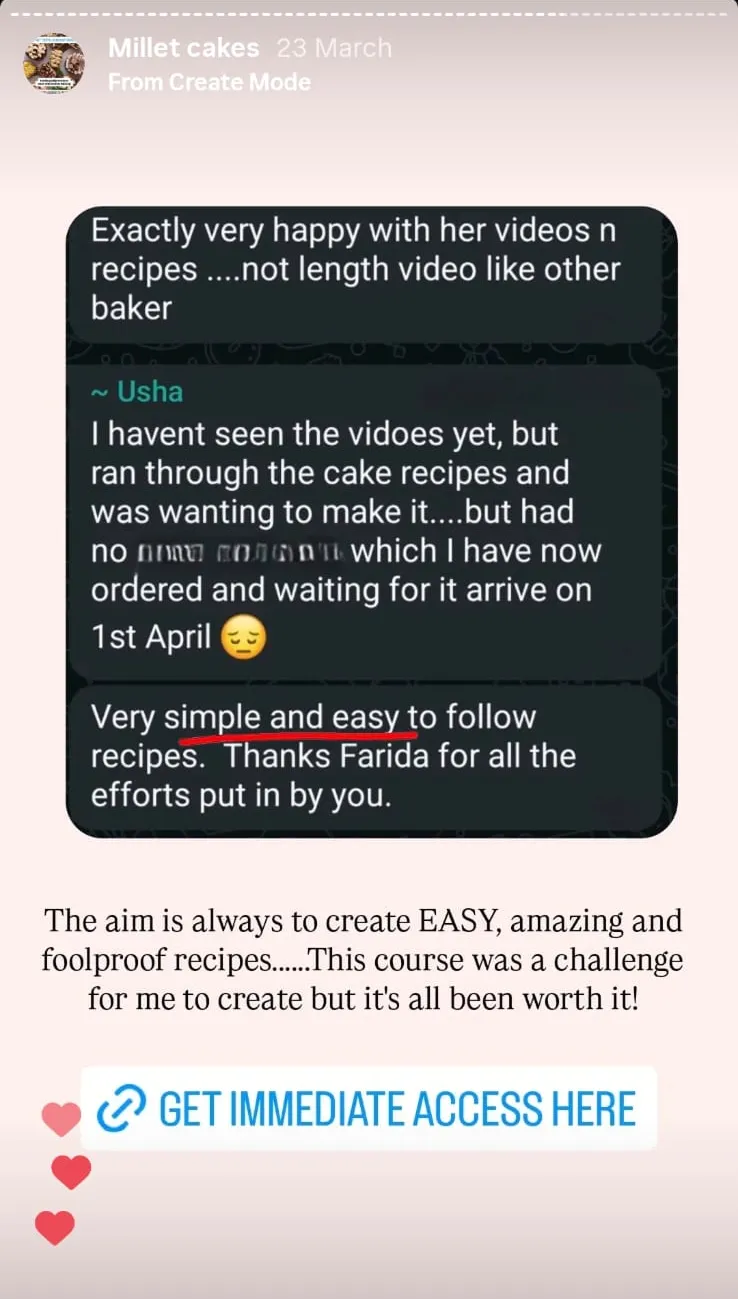 Millet cakes 23 March
From Create Mode
Exactly very happy with her videos n
recipes ....not length video like other
baker
~ Usha
I havent seen the vidoes yet, but
ran through the cake recipes and
was wanting to make it....but had
no which I have now
ordered and waiting for it arrive on
1st April 😔
Very simple and easy to follow
recipes.  Thanks Farida for all the
efforts put in by you.
The aim is always to create EASY, amazing and
foolproof recipes......This course was a challenge
for me to create but it's all been worth it!
GET IMMEDIATE ACCESS HERE